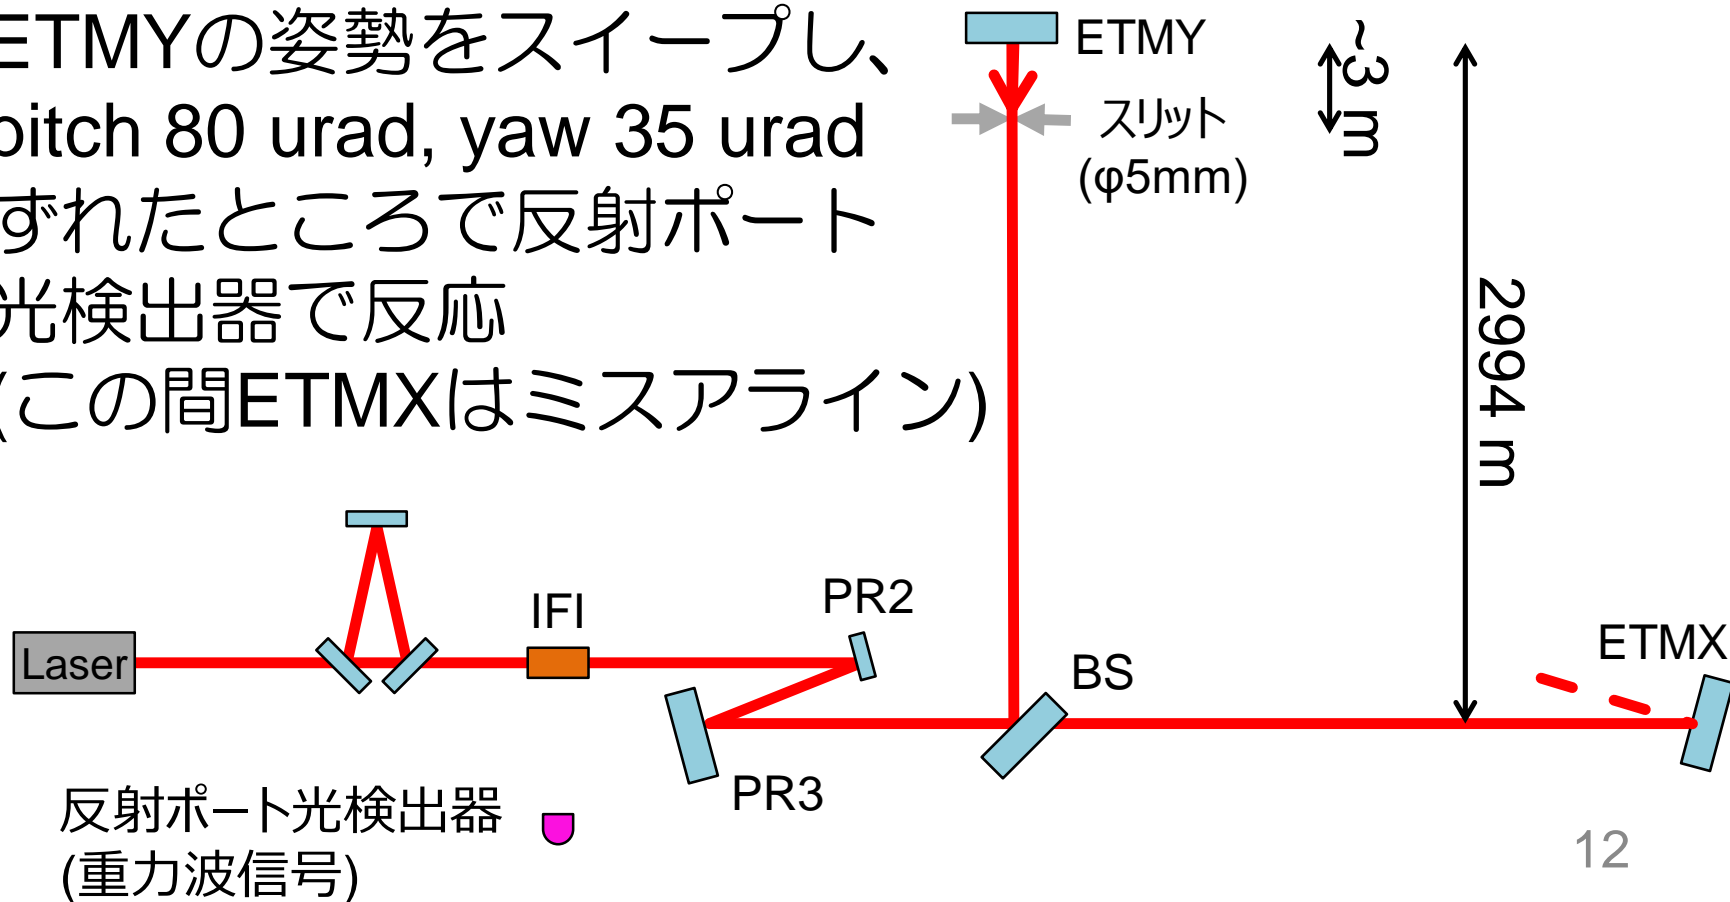 ETMYの姿勢をスイープし、
pitch 80 urad, yaw 35 urad
ずれたところで反射ポート
光検出器で反応
(この間ETMXはミスアライン)
ETMY
スリット
(φ5mm)
~3 m
2994 m
Laser
IFI
PR2
PR3
BS
ETMX
反射ポート光検出器
(重力波信号)
12